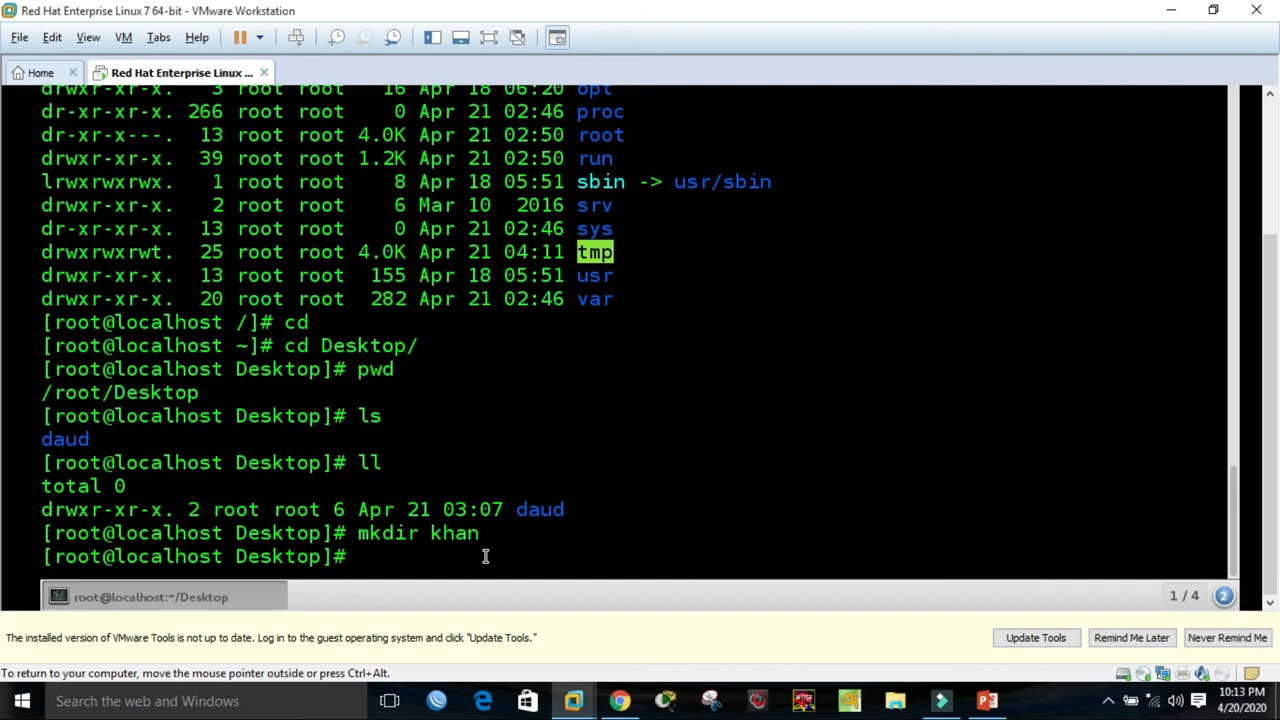 Red Hat Enterprise Linux 7 64-bit - VMware Workstation
File Edit View VM Tabs Help
Home Red Hat Enterprise Linux ...
drwxr-xr-x. 3 root root 16 Apr 18 06:20 opt
dr-xr-xr-x. 266 root root 0 Apr 21 02:46 proc
dr-xr-x---. 13 root root 4.0K Apr 21 02:50 root
drwxr-xr-x. 39 root root 1.2K Apr 21 02:50 run
lrwxrwxrwx. 1 root root 8 Apr 18 05:51 sbin -> usr/sbin
drwxr-xr-x. 2 root root 6 Mar 10 2016 srv
dr-xr-xr-x. 13 root root 0 Apr 21 02:46 sys
drwxrwxrwt. 25 root root 4.0K Apr 21 04:11 tmp
drwxr-xr-x. 13 root root 155 Apr 18 05:51 usr
drwxr-xr-x. 20 root root 282 Apr 21 02:46 var
[root@localhost /]# cd
[root@localhost ~]# cd Desktop/
[root@localhost Desktop]# pwd
/root/Desktop
[root@localhost Desktop]# ls
daud
[root@localhost Desktop]# ll
total 0
drwxr-xr-x. 2 root root 6 Apr 21 03:07 daud
[root@localhost Desktop]# mkdir khan
[root@localhost Desktop]#
root@localhost:~/Desktop 1 / 4 2
The installed version of VMware Tools is not up to date. Log in to the guest operating system and click "Update Tools." Update Tools Remind Me Later Never Remind Me
To return to your computer, move the mouse pointer outside or press Ctrl+Alt.
Search the web and Windows
10:13 PM
4/20/2020